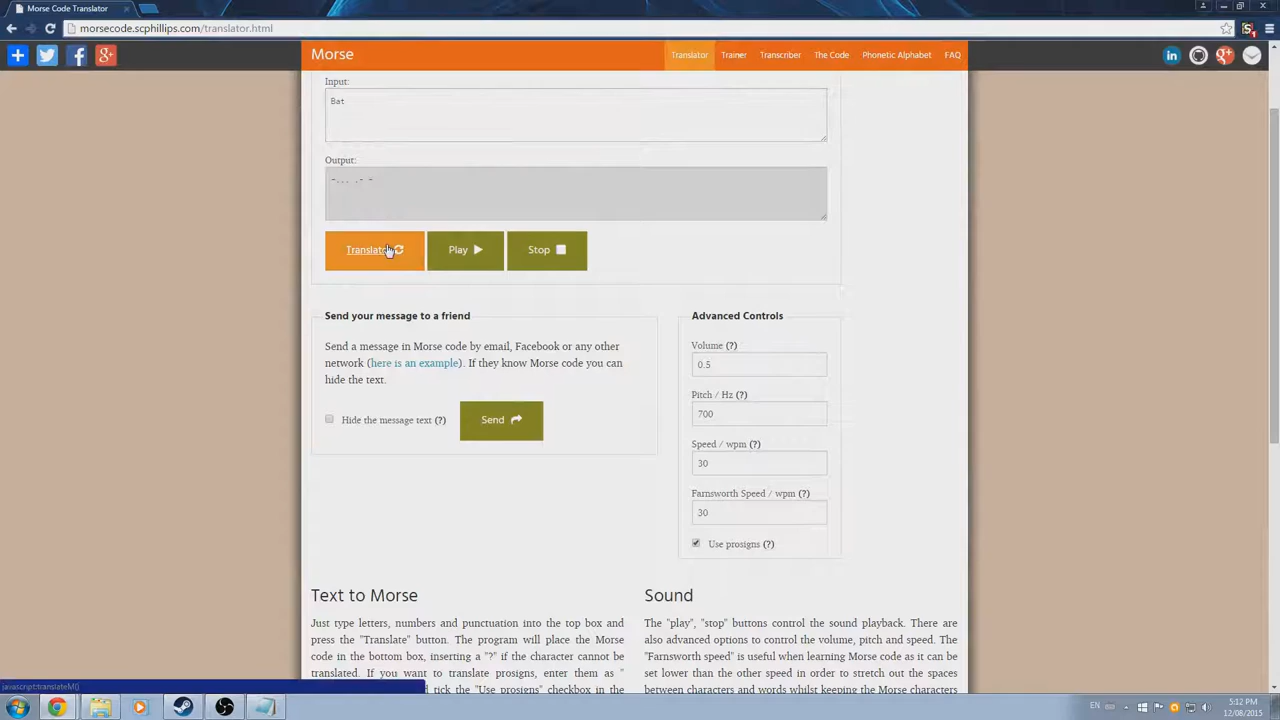 Morse Code Translator
morsecode.scphillips.com/translator.html
Morse
Translator Trainer Transcriber The Code Phonetic Alphabet FAQ
Input:
Bat
Output:
-... .- -
Translate Play Stop
Send your message to a friend
Send a message in Morse code by email, Facebook or any other
network (here is an example). If they know Morse code you can
hide the text.
Hide the message text (?) Send
Advanced Controls
Volume (?)
0.5
Pitch / Hz (?)
700
Speed / wpm (?)
30
Farnsworth Speed / wpm (?)
30
Use prosigns (?)
Text to Morse
Just type letters, numbers and punctuation into the top box and
press the "Translate" button. The program will place the Morse
code in the bottom box, inserting a "?" if the character cannot be
translated. If you want to translate prosigns, enter them as "
d tick the "Use prosigns" checkbox in the
Sound
The "play", "stop" buttons control the sound playback. There are
also advanced options to control the volume, pitch and speed. The
"Farnsworth speed" is useful when learning Morse code as it can be
set lower than the other speed in order to stretch out the spaces
between characters and words whilst keeping the Morse characters
javascript:translateM()
EN
5:12 PM
12/08/2015